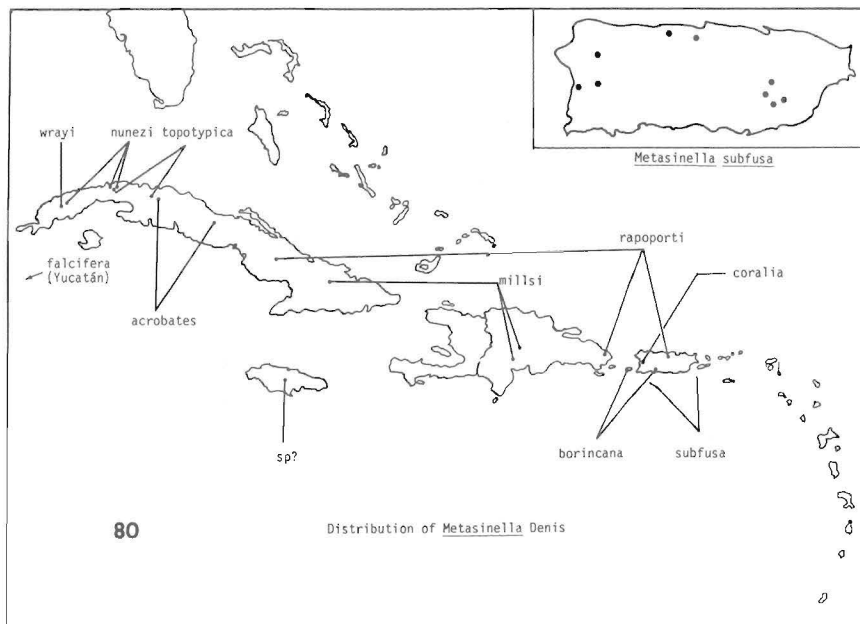 Metasinella subfusa
wrayi
nunezi topotypica
rapoporti
falcifera
(Yucatán)
coralia
millsi
acrobates
sp?
borincana
subfusa
80
Distribution of Metasinella Denis